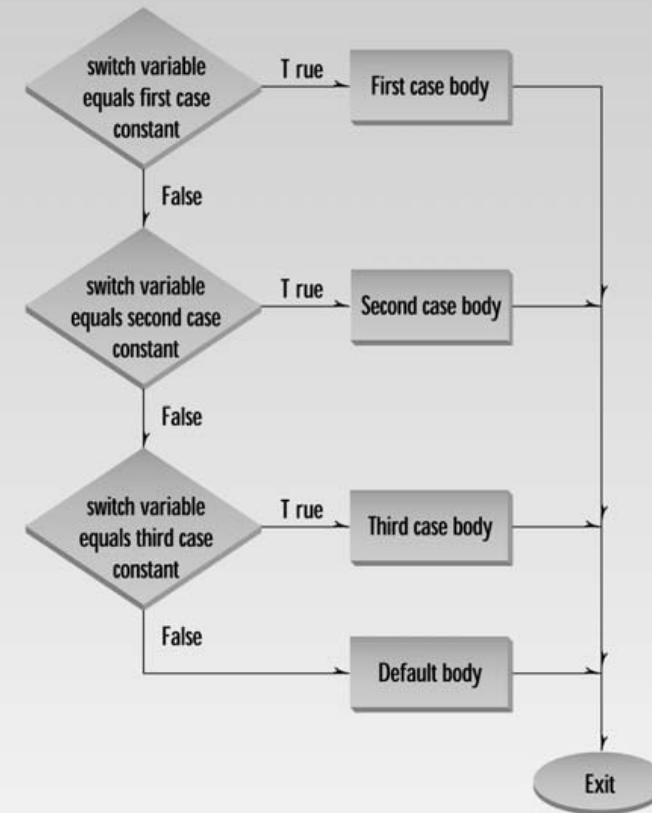 switch variable
equals first case
constant
T rue
First case body
False
switch variable
equals second case
constant
T rue
Second case body
False
switch variable
equals third case
constant
T rue
Third case body
False
Default body
Exit